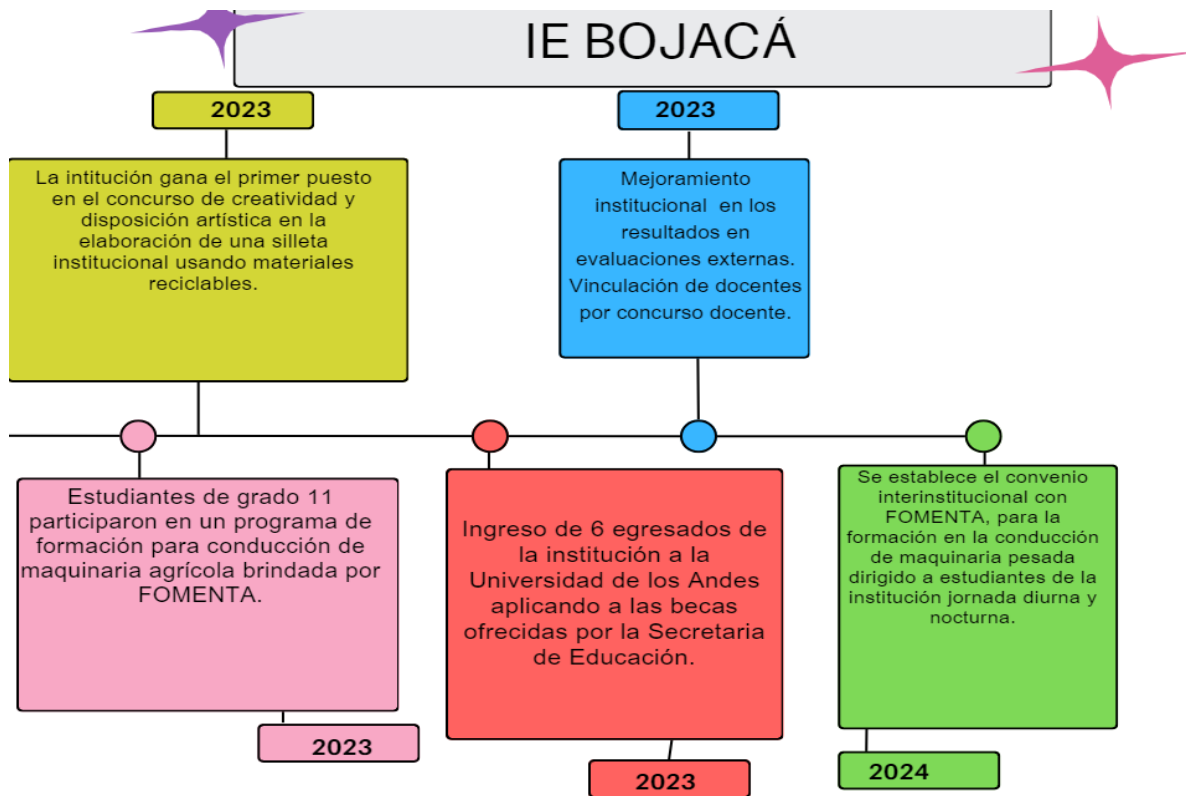 IE BOJACÁ
2023
La intitución gana el primer puesto
en el concurso de creatividad y
disposición artística en la
elaboración de una silleta
institucional usando materiales
reciclables.
2023
Mejoramiento
institucional en los
resultados en
evaluaciones externas.
Vinculación de docentes
por concurso docente.
Estudiantes de grado 11
participaron en un programa de
formación para conducción de
maquinaria agrícola brindada por
FOMENTA.
2023
Ingreso de 6 egresados de
la institución a la
Universidad de los Andes
aplicando a las becas
ofrecidas por la Secretaria
de Educación.
2023
Se establece el convenio
interinstitucional con
FOMENTA, para la
formación en la conducción
de maquinaria pesada
dirigido a estudiantes de la
institución jornada diurna y
nocturna.
2024